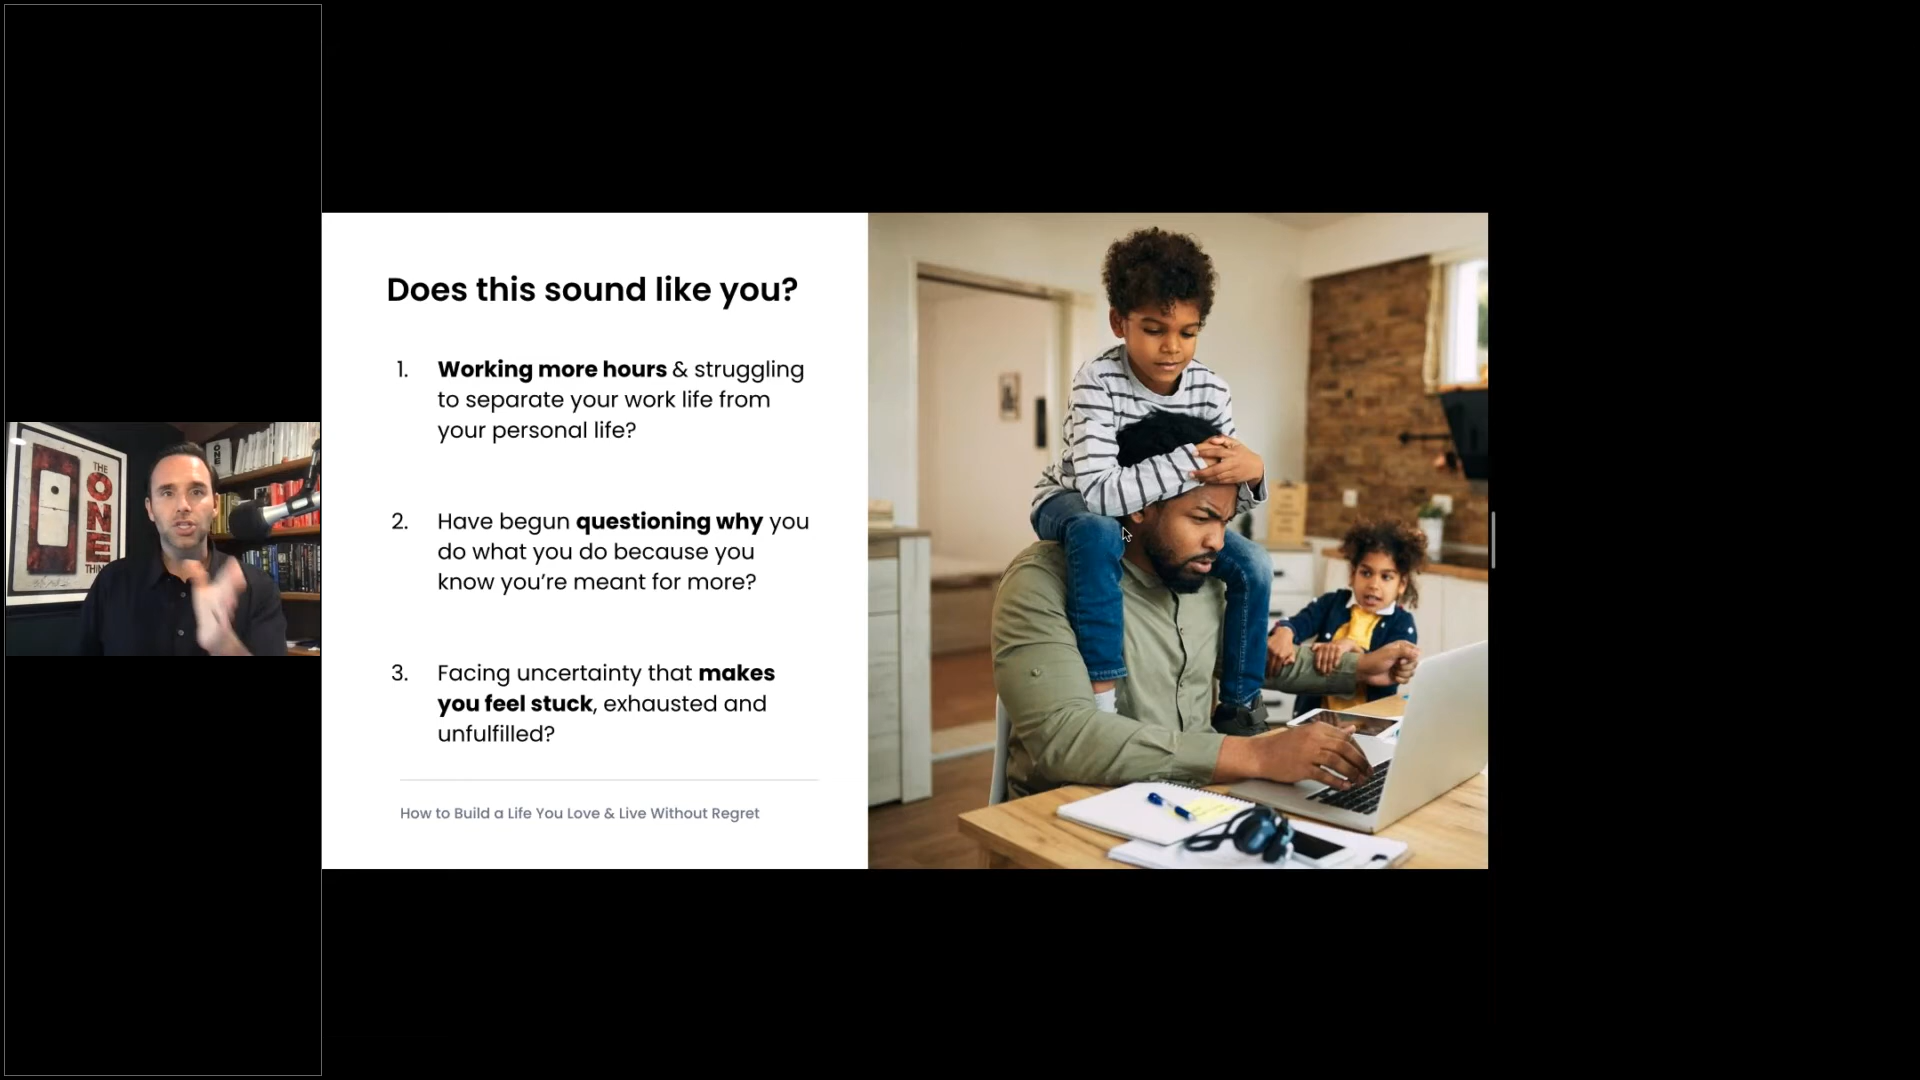 THE
ONE
THIN
ONE
Does this sound like you?
1. Working more hours & struggling
to separate your work life from
your personal life?
2. Have begun questioning why you
do what you do because you
know you’re meant for more?
3. Facing uncertainty that makes
you feel stuck, exhausted and
unfulfilled?
How to Build a Life You Love & Live Without Regret